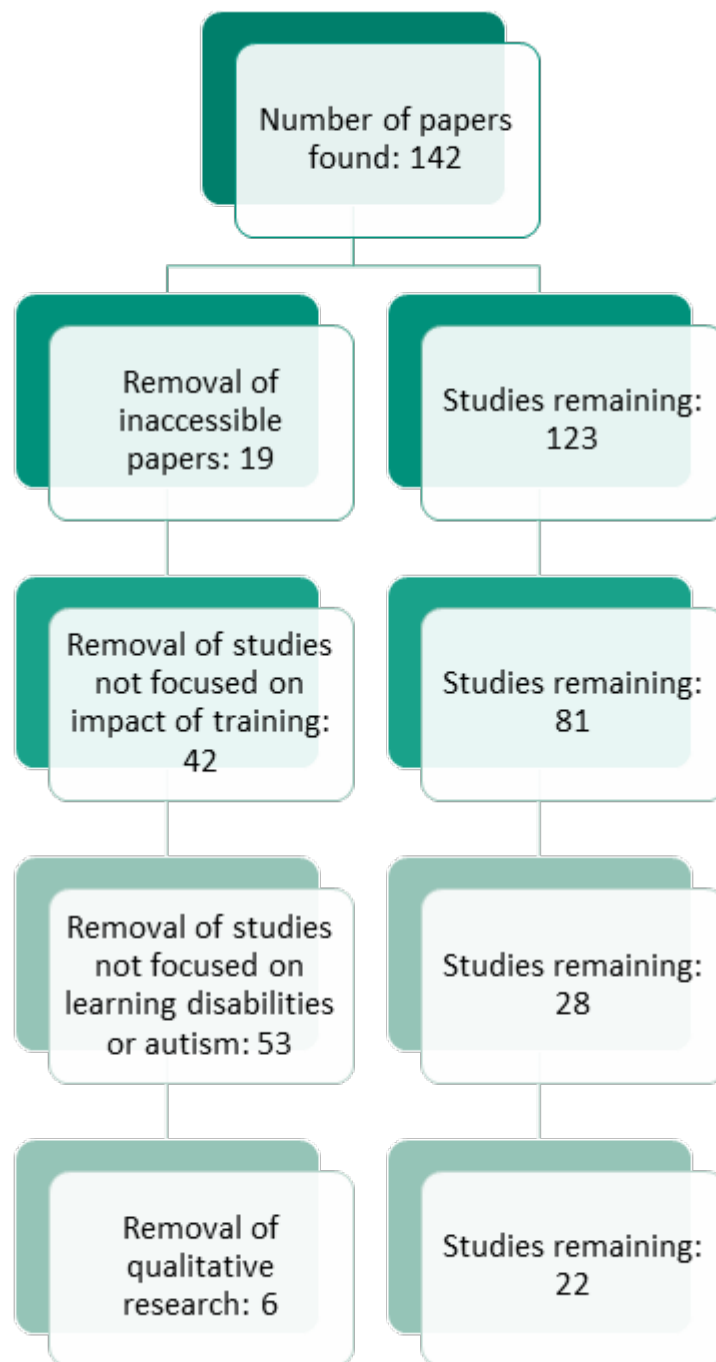 Number of papers
found: 142
Removal of
inaccessible
papers: 19
Studies remaining:
123
Removal of studies
not focused on
impact of training:
42
Studies remaining:
81
Removal of studies
not focused on
learning disabilities
or autism: 53
Studies remaining:
28
Removal of
qualitative
research: 6
Studies remaining:
22